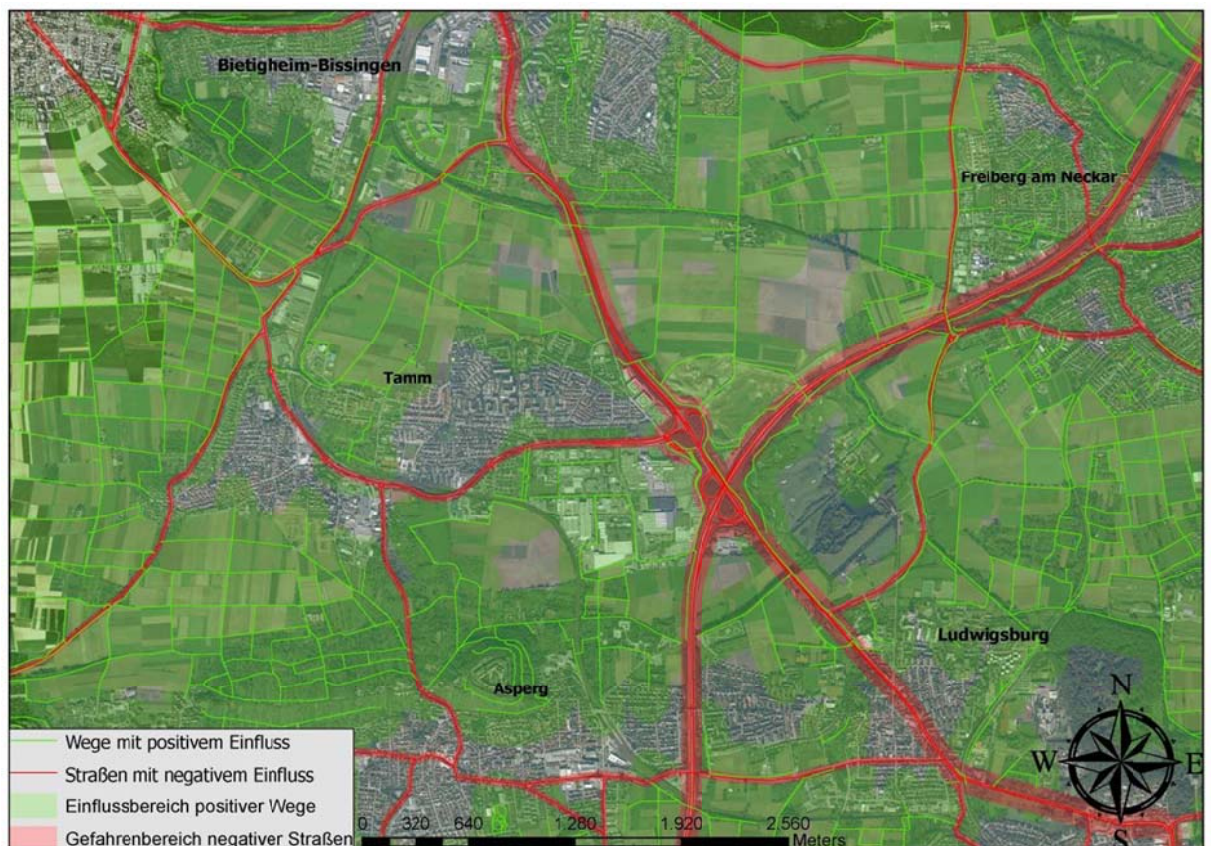 Bietigheim-Bissingen
Freiberg am Neckar
Tamm
Ludwigsburg
Asperg
N
W
E
S
Wege mit positivem Einfluss
Straßen mit negativem Einfluss
Einflussbereich positiver Wege
Gefahrenbereich negativer Straßen
0 320 640 1.280 1.920 2.560
Meters